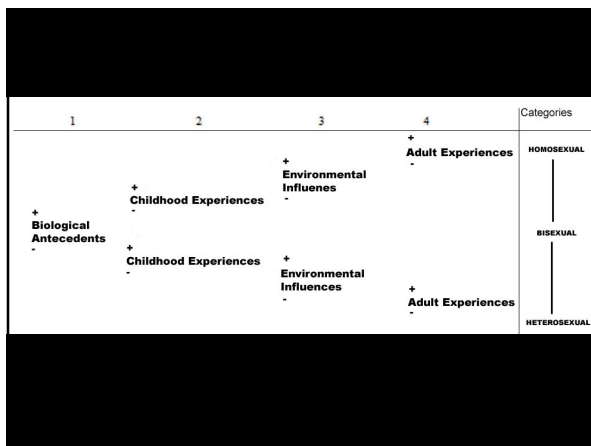 1 2 3 4 Categories
+
Adult Experiences
-
HOMOSEXUAL
+
Environmental
Influenes
-
+
Childhood Experiences
-
+
Biological
Antecedents
-
BISEXUAL
+
Childhood Experiences
-
+
Environmental
Influences
-
+
Adult Experiences
-
HETEROSEXUAL